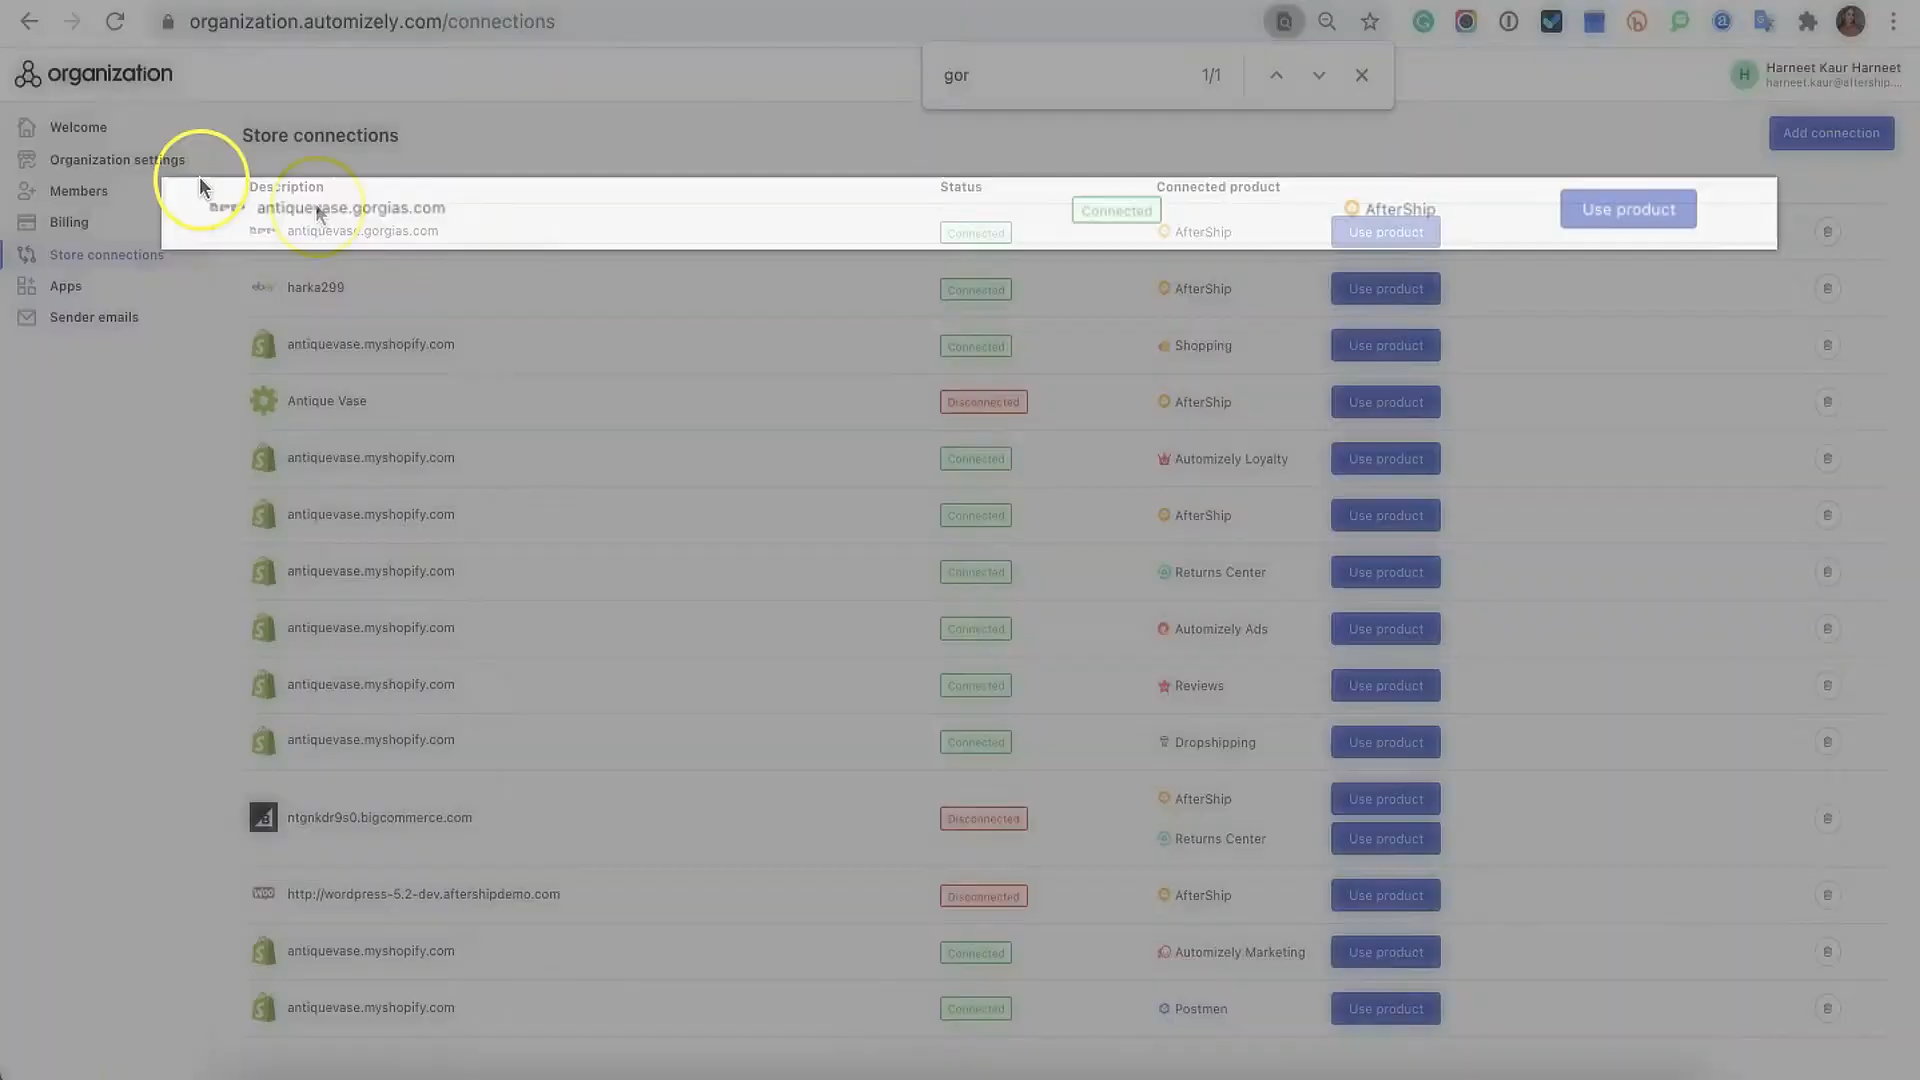 organization.automizely.com/connections
organization
gor
1/1
H
Harneet Kaur Harneet
harneet.kaur@aftership....
Welcome
Organization settings
Members
Billing
Store connections
Apps
Sender emails
Store connections
Add connection
Description
Status
Connected product
antiquevase.gorgias.com
Connected
AfterShip
Use product
antiquevase.gorgias.com
Connected
AfterShip
Use product
ebay
harka299
Connected
AfterShip
Use product
antiquevase.myshopify.com
Connected
Shopping
Use product
Antique Vase
Disconnected
AfterShip
Use product
antiquevase.myshopify.com
Connected
Automizely Loyalty
Use product
antiquevase.myshopify.com
Connected
AfterShip
Use product
antiquevase.myshopify.com
Connected
Returns Center
Use product
antiquevase.myshopify.com
Connected
Automizely Ads
Use product
antiquevase.myshopify.com
Connected
Reviews
Use product
antiquevase.myshopify.com
Connected
Dropshipping
Use product
ntgnkdr9s0.bigcommerce.com
Disconnected
AfterShip
Use product
Returns Center
Use product
WOO
http://wordpress-5.2-dev.aftershipdemo.com
Disconnected
AfterShip
Use product
antiquevase.myshopify.com
Connected
Automizely Marketing
Use product
antiquevase.myshopify.com
Connected
Postmen
Use product